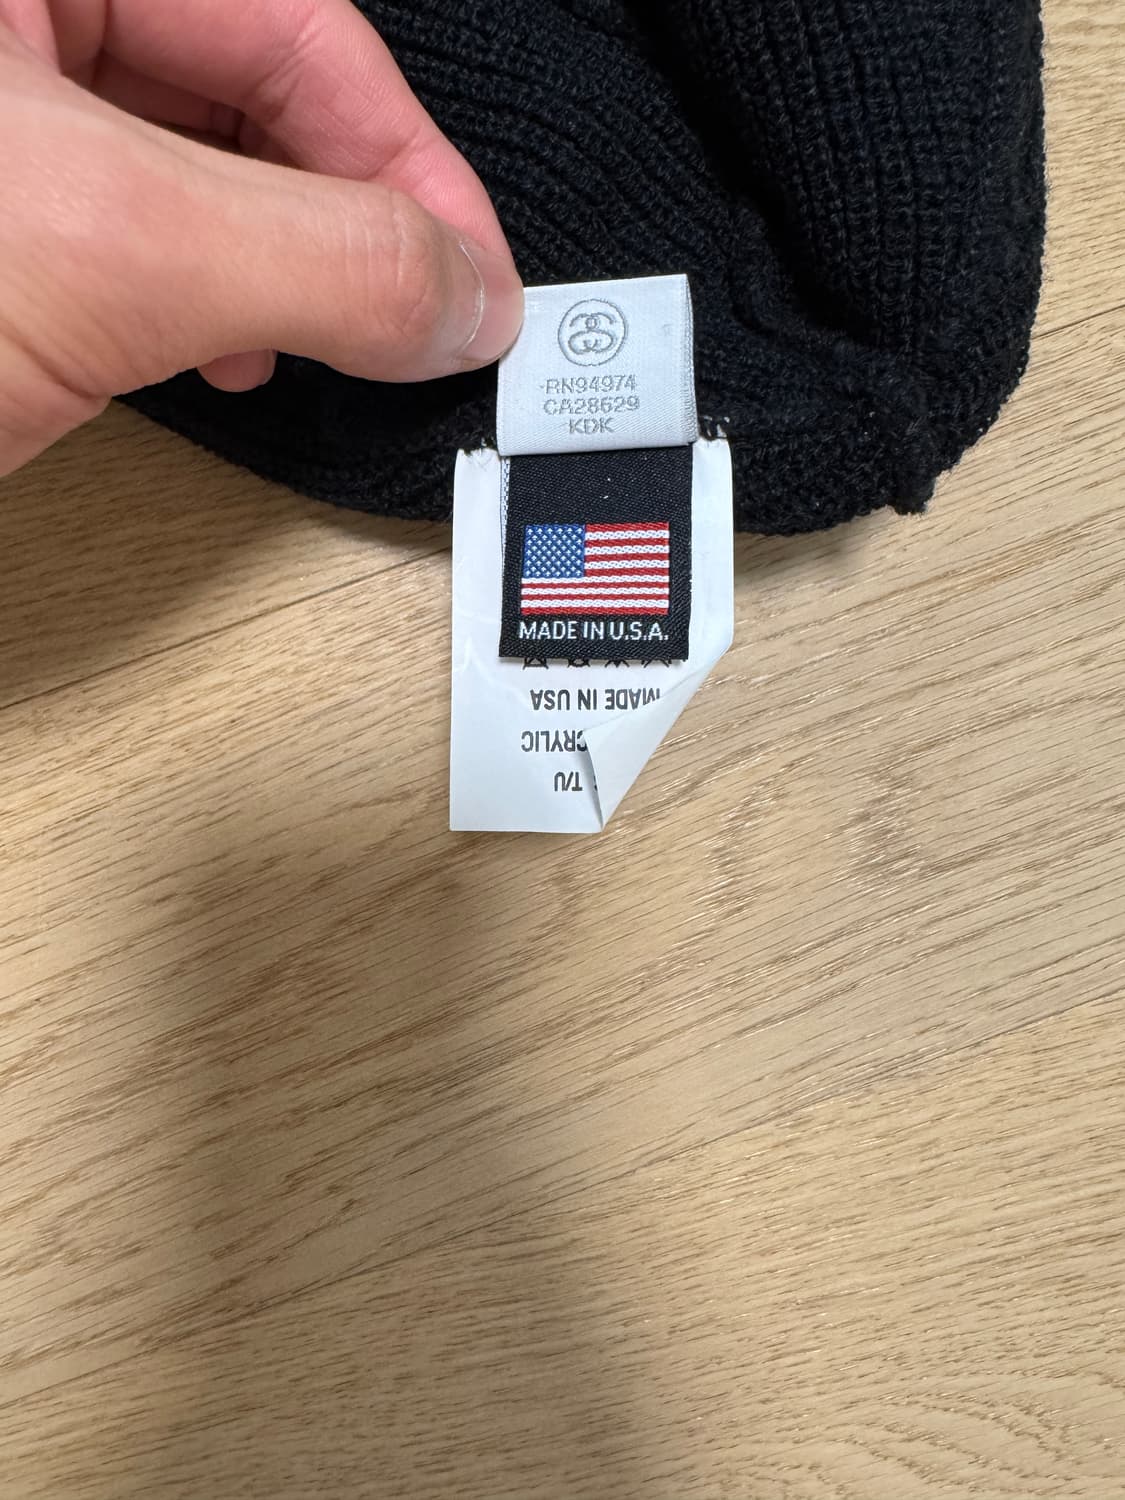 RN94974
CA28629
KDK
MADE IN U.S.A.
MADE IN USA
CRYLIC
T/U